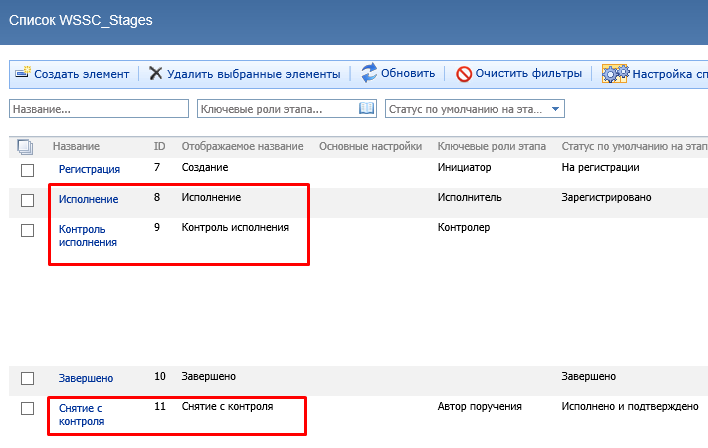 Список WSSC_Stages
Создать элемент Удалить выбранные элементы Обновить Очистить фильтры Настройка сп
Название... Ключевые роли этапа... Статус по умолчанию на эта...
Название ID Отображаемое название Основные настройки Ключевые роли этапа Статус по умолчанию на этап
Регистрация 7 Создание Инициатор На регистрации
Исполнение 8 Исполнение Исполнитель Зарегистрировано
Контроль 9 Контроль исполнения Контролер
исполнения
Завершено 10 Завершено Завершено
Снятие с 11 Снятие с контроля Автор поручения Исполнено и подтверждено
контроля